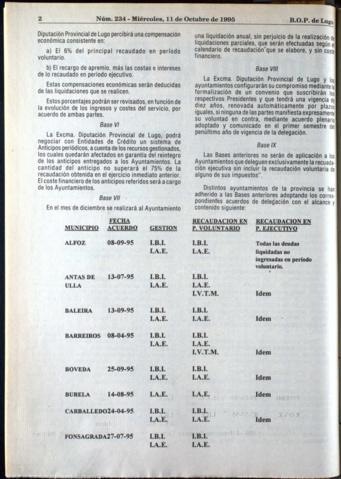 2 Núm. 234 - Miércoles, 11 de Octubre de 1995 B.O.P. de Lugo
Diputación Provincial de Lugo percibirá una compensación
económica consistente en:
a) El 6% del principal recaudado en período
voluntario.
b) El recargo de apremio, más las costas e intereses
de lo recaudado en período ejecutivo.
Estas compensaciones económicas serán deducidas
de las liquidaciones que se realicen.
Estos porcentajes podrán ser revisados, en función de
la evolución de los ingresos y costes del servicio, por
acuerdo de ambas partes.
Base VI
La Excma. Diputación Provincial de Lugo, podrá
negociar con Entidades de Crédito un sistema de
Anticipos periódicos, a cuenta de los recursos gestionados,
los cuales quedarán afectados en garantía del reintegro
de los anticipos entregados a los Ayuntamientos. La
cantidad del anticipo no superará el 75% de la
recaudación obtenida en el ejercicio inmediato anterior.
El coste financiero de los anticipos referidos será a cargo
de los Ayuntamientos.
Base VII
En el mes de diciembre se realizará al Ayuntamiento
una liquidación anual, sin perjuicio de la realización de
liquidaciones parciales, que serán efectuadas según el
calendario de recaudación que se elabore, y sin coste
financiero.
Base VIII
La Excma. Diputación Provincial de Lugo y los
ayuntamientos configurarán su compromiso mediante la
formalización de un convenio que suscribirán los
respectivos Presidentes y que tendrá una vigencia de
diez años, renovada automáticamente por plazos
iguales, si ninguna de las partes manifiesta expresamente
su voluntad en contra, mediante acuerdo plenario
adoptado y comunicado en el primer semestre del
penúltimo año de vigencia de la delegación.
Base IX
Las Bases anteriores no serán de aplicación a los
Ayuntamientos que deleguen exclusivamente la recaudación
ejecutiva sin incluir la recaudación voluntaria de
alguno de sus impuestos".
Distintos ayuntamientos de la provincia se han
adherido a las Bases anteriores adoptando los correspondientes
acuerdos de delegación con el alcance y
contenido siguiente:
FECHA RECAUDACION EN RECAUDACION EN
MUNICIPIO ACUERDO GESTION P. VOLUNTARIO P. EJECUTIVO
ALFOZ 08-09-95 I.B.I. I.B.I. Todas las deudas
I.A.E. I.A.E. liquidadas no
ingresadas en período
voluntario.
ANTAS DE 13-07-95 I.B.I. I.B.I.
ULLA I.A.E. I.A.E.
I.V.T.M. Idem
BALEIRA 13-09-95 I.B.I. I.B.I.
I.A.E. I.A.E. Idem
BARREIROS 08-04-95 I.B.I. I.B.I.
I.A.E. I.A.E.
I.V.T.M. Idem
BOVEDA 25-09-95 I.B.I. I.B.I.
I.A.E. I.A.E. Idem
BURELA 14-08-95 I.A.E. I.A.E. Idem
CARBALLEDO 24-04-95 I.B.I. I.B.I.
I.A.E. I.A.E. Idem
FONSAGRADA 27-07-95 I.B.I. I.B.I.
I.A.E. I.A.E. Idem